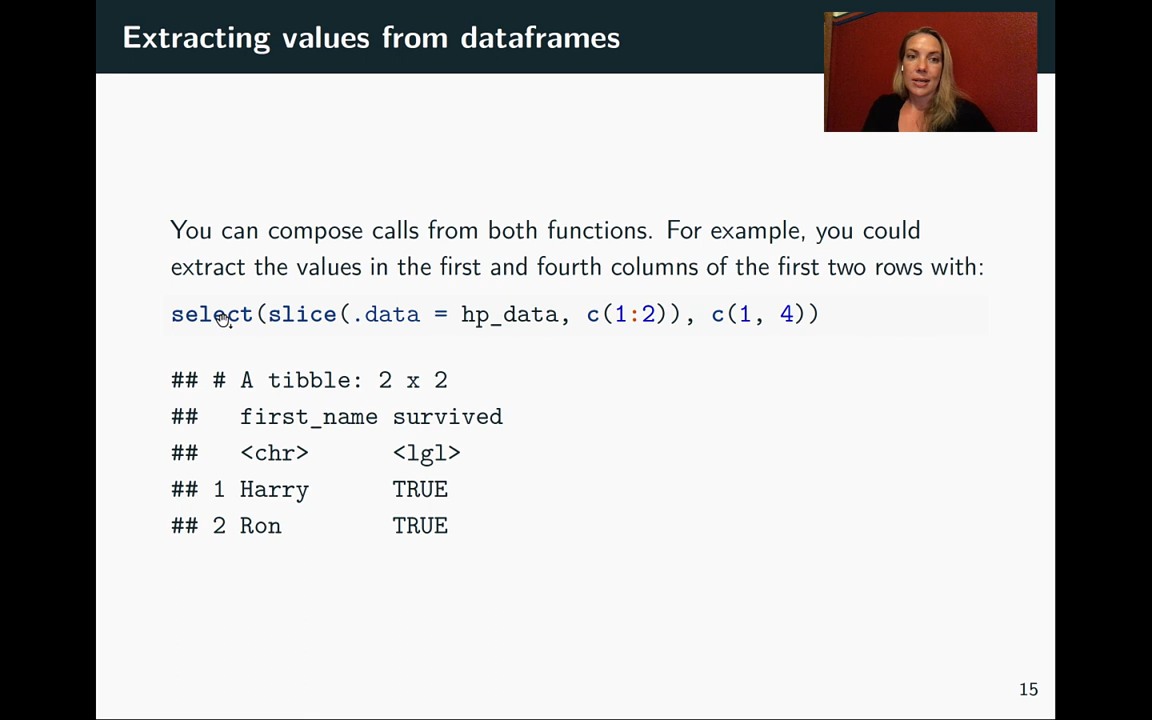 Extracting values from dataframes
You can compose calls from both functions. For example, you could
extract the values in the first and fourth columns of the first two rows with:
select(slice(.data = hp_data, c(1:2)), c(1, 4))
## # A tibble: 2 x 2
##   first_name survived
##   <chr>      <lgl>
## 1 Harry      TRUE
## 2 Ron        TRUE
15